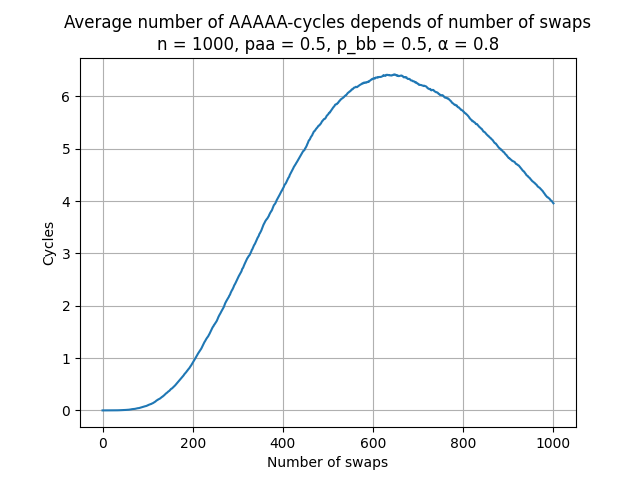 Average number of AAAAA-cycles depends of number of swaps
n = 1000, paa = 0.5, p_bb = 0.5, α = 0.8
6
5
4
3
2
1
0
Cycles
0 200 400 600 800 1000
Number of swaps